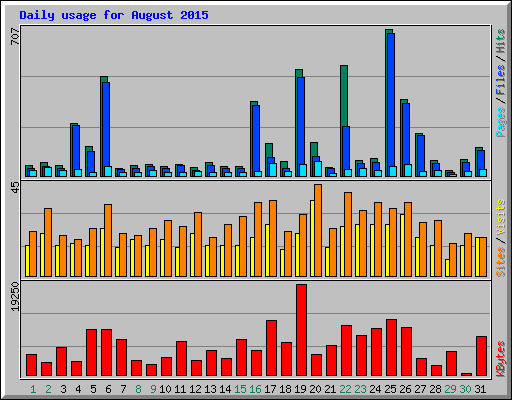 Daily usage for August 2015
707
Pages / Files / Hits
45
Sites / Visits
19250
KBytes
1 2 3 4 5 6 7 8 9 10 11 12 13 14 15 16 17 18 19 20 21 22 23 24 25 26 27 28 29 30 31